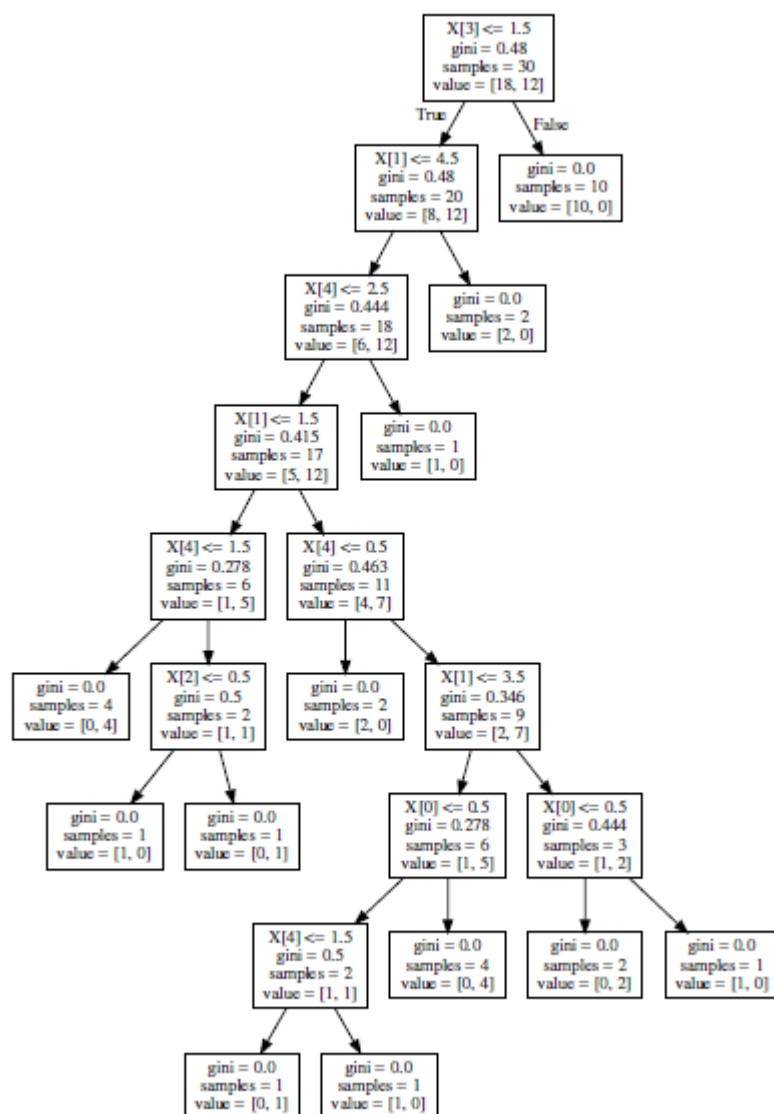 X[3] <= 1.5
gini = 0.48
samples = 30
value = [18, 12]
True
False
X[1] <= 4.5
gini = 0.48
samples = 20
value = [8, 12]
gini = 0.0
samples = 10
value = [10, 0]
X[4] <= 2.5
gini = 0.444
samples = 18
value = [6, 12]
gini = 0.0
samples = 2
value = [2, 0]
X[1] <= 1.5
gini = 0.415
samples = 17
value = [5, 12]
gini = 0.0
samples = 1
value = [1, 0]
X[4] <= 1.5
gini = 0.278
samples = 6
value = [1, 5]
X[4] <= 0.5
gini = 0.463
samples = 11
value = [4, 7]
gini = 0.0
samples = 4
value = [0, 4]
X[2] <= 0.5
gini = 0.5
samples = 2
value = [1, 1]
gini = 0.0
samples = 2
value = [2, 0]
X[1] <= 3.5
gini = 0.346
samples = 9
value = [2, 7]
gini = 0.0
samples = 1
value = [1, 0]
gini = 0.0
samples = 1
value = [0, 1]
X[0] <= 0.5
gini = 0.278
samples = 6
value = [1, 5]
X[0] <= 0.5
gini = 0.444
samples = 3
value = [1, 2]
X[4] <= 1.5
gini = 0.5
samples = 2
value = [1, 1]
gini = 0.0
samples = 4
value = [0, 4]
gini = 0.0
samples = 2
value = [0, 2]
gini = 0.0
samples = 1
value = [1, 0]
gini = 0.0
samples = 1
value = [0, 1]
gini = 0.0
samples = 1
value = [1, 0]